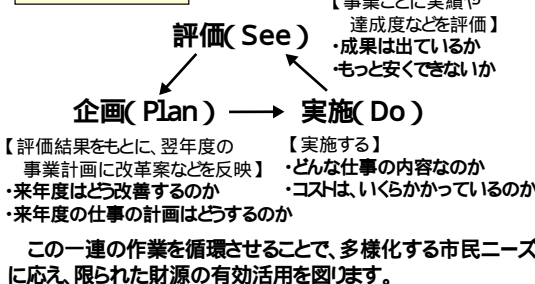 【事業ごとに実績や
達成度などを評価】
評価(See)
・成果は出ているか
・もっと安くできないか
企画(Plan)
実施(Do)
【評価結果をもとに、翌年度の
事業計画に改革案などを反映】
・来年度はどう改善するのか
・来年度の仕事の計画はどうするのか
【実施する】
・どんな仕事の内容なのか
・コストは、いくらかかっているのか
この一連の作業を循環させることで、多様化する市民ニーズ
に応え、限られた財源の有効活用を図ります。